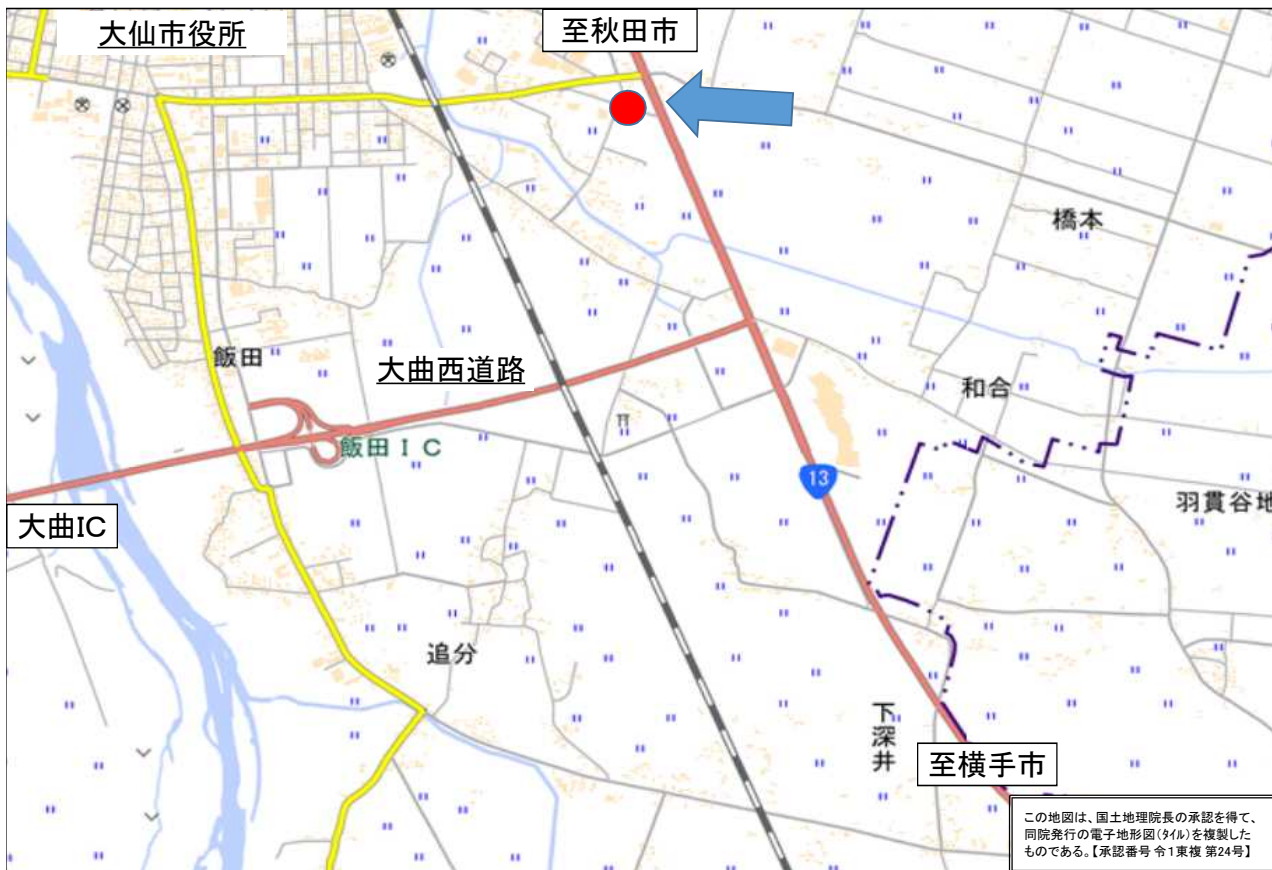 大仙市役所
至秋田市
橋本
飯田
大曲西道路
和合
飯田IC
13
羽貫谷地
大曲IC
追分
下深井
至横手市
この地図は、国土地理院長の承認を得て、
同院発行の電子地形図(タイル)を複製した
ものである。【承認番号 令1東複 第24号】